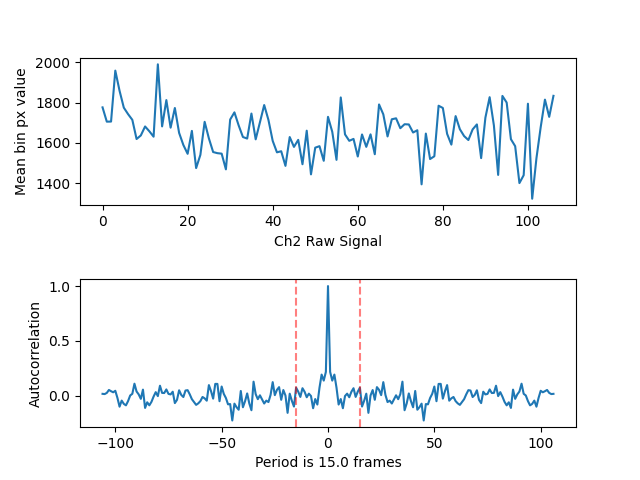 2000
1800
1600
1400
Mean bin px value
0 20 40 60 80 100
Ch2 Raw Signal
1.0
0.5
0.0
Autocorrelation
−100 −50 0 50 100
Period is 15.0 frames